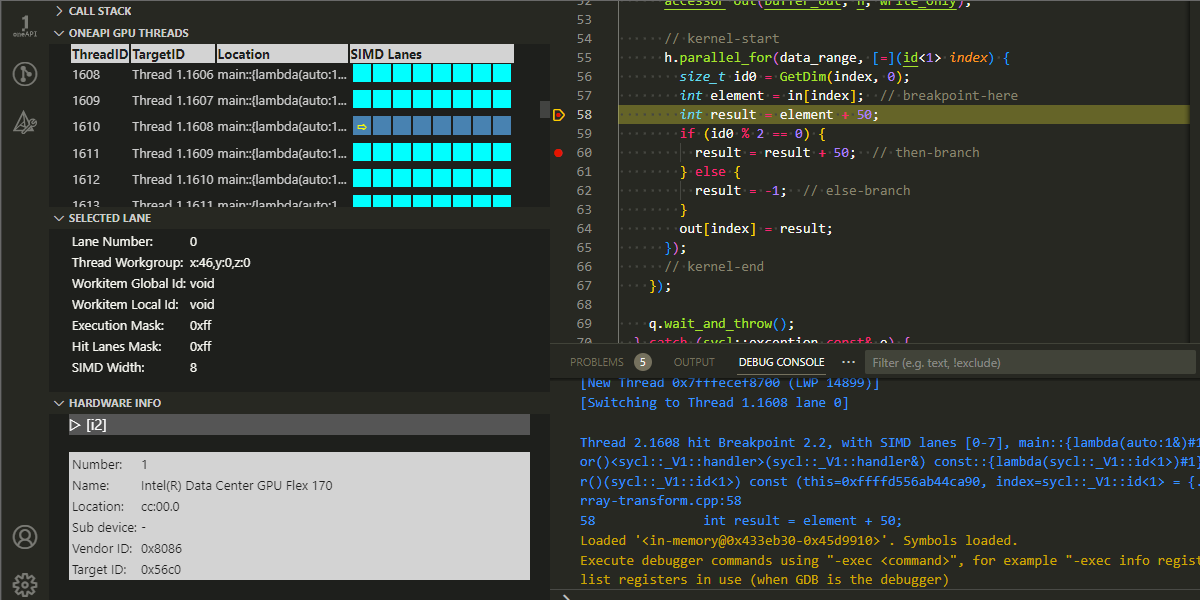 1
oneAPI
CALL STACK
ONEAPI GPU THREADS
ThreadID TargetID Location SIMD Lanes
1608 Thread 1.1606 main::{lambda(auto:1...
1609 Thread 1.1607 main::{lambda(auto:1...
1610 Thread 1.1608 main::{lambda(auto:1...
1611 Thread 1.1609 main::{lambda(auto:1...
1612 Thread 1.1610 main::{lambda(auto:1...
1613 Thread 1.1611 main::{lambda(auto:1...
SELECTED LANE
Lane Number: 0
Thread Workgroup: x:46,y:0,z:0
Workitem Global Id: void
Workitem Local Id: void
Execution Mask: 0xff
Hit Lanes Mask: 0xff
SIMD Width: 8
HARDWARE INFO
[i2]
Number: 1
Name: Intel(R) Data Center GPU Flex 170
Location: cc:00.0
Sub device: -
Vendor ID: 0x8086
Target ID: 0x56c0
52 accessor out(buffer_out, h, write_only);
53
54 // kernel-start
55 h.parallel_for(data_range, [=](id<1> index) {
56 size_t id0 = GetDim(index, 0);
57 int element = in[index]; // breakpoint-here
58 int result = element + 50;
59 if (id0 % 2 == 0) {
60 result = result + 50; // then-branch
61 } else {
62 result = -1; // else-branch
63 }
64 out[index] = result;
65 });
66 // kernel-end
67 });
68
69 q.wait_and_throw();
70 } catch (sycl::exception const& e) {
PROBLEMS 5 OUTPUT DEBUG CONSOLE ··· Filter (e.g. text, !exclude)
[New Thread 0x7fffecef8700 (LWP 14899)]
[Switching to Thread 1.1608 lane 0]
Thread 2.1608 hit Breakpoint 2.2, with SIMD lanes [0-7], main::{lambda(auto:1&)#1
or()<sycl::_V1::handler>(sycl::_V1::handler&) const::{lambda(sycl::_V1::id<1>)#1}
r()(sycl::_V1::id<1>) const (this=0xffffd556ab44ca90, index=sycl::_V1::id<1> = {.
rray-transform.cpp:58
58 int result = element + 50;
Loaded '<in-memory@0x433eb30-0x45d9910>'. Symbols loaded.
Execute debugger commands using "-exec <command>", for example "-exec info regist
list registers in use (when GDB is the debugger)